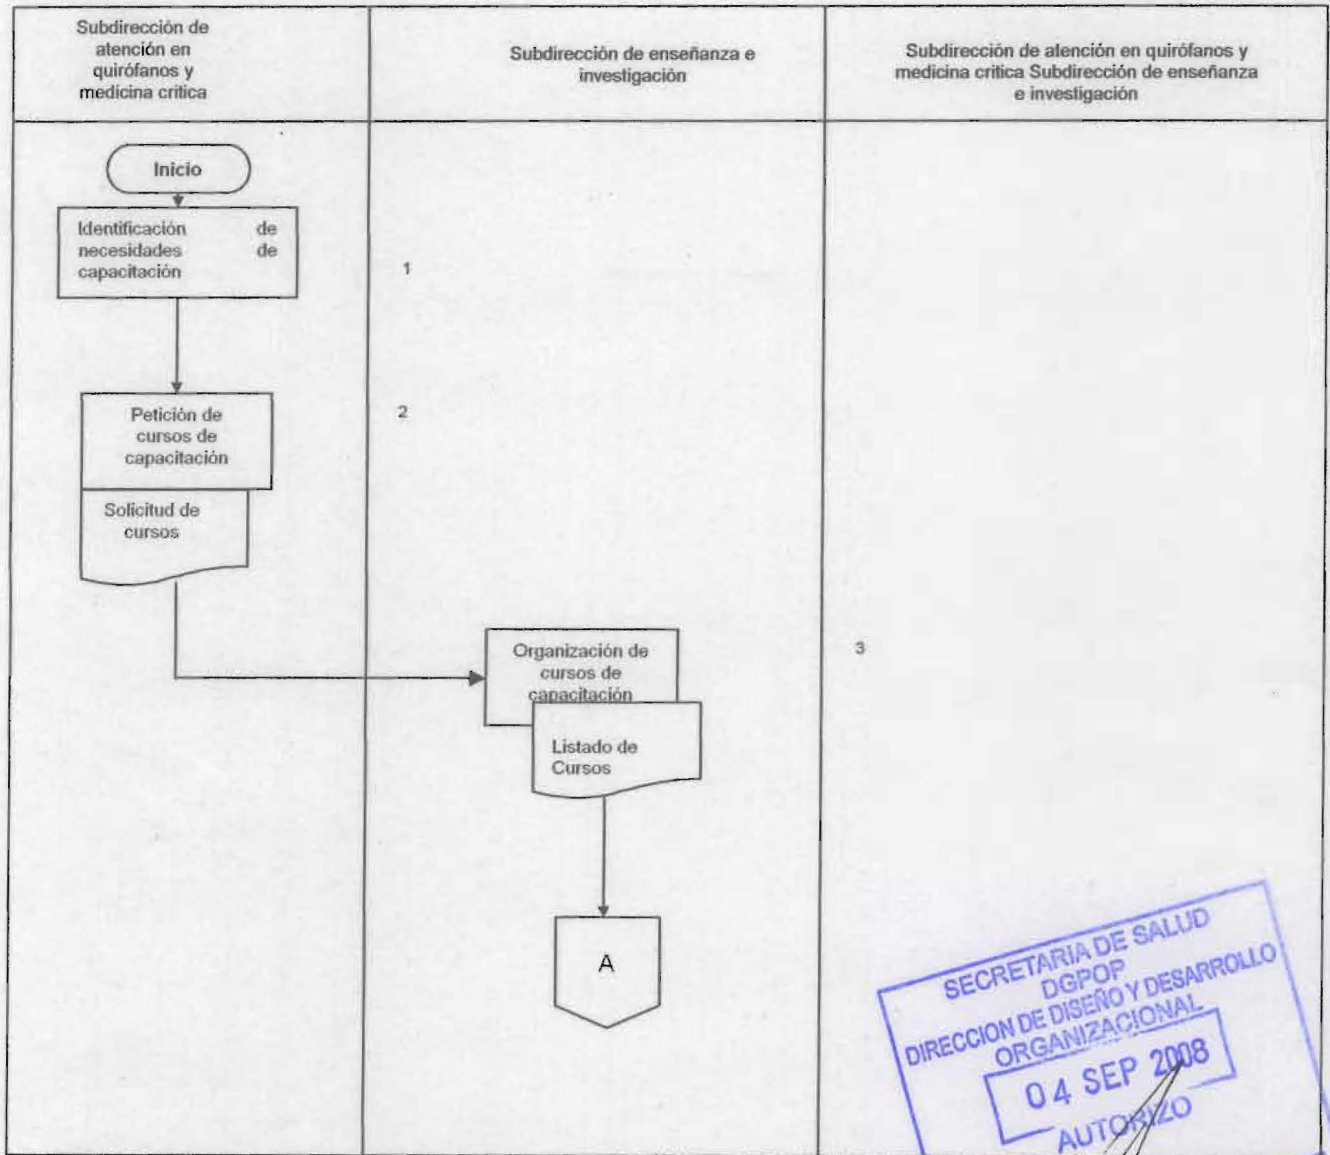 Subdirección de
atención en
quirófanos y
medicina crítica
Subdirección de enseñanza e
investigación
Subdirección de atención en quirófanos y
medicina crítica Subdirección de enseñanza
e investigación
Inicio
Identificación de
necesidades de
capacitación
1
Petición de
cursos de
capacitación
2
Solicitud de
cursos
Organización de
cursos de
capacitación
3
Listado de
Cursos
A
SECRETARIA DE SALUD
DGPOP
DIRECCION DE DISEÑO Y DESARROLLO
ORGANIZACIONAL
04 SEP 2008
AUTORIZO